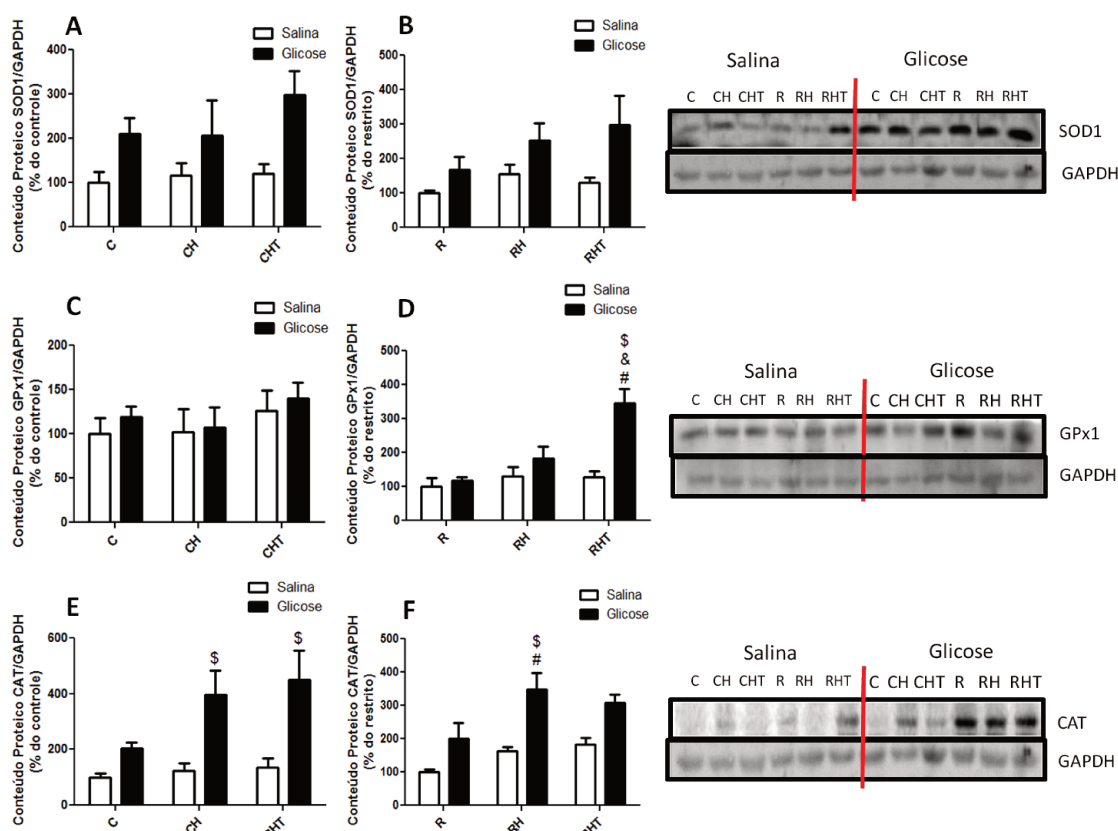 A
Salina
Glicose
Conteúdo Proteico SOD1/GAPDH
(% do controle)
400
300
200
100
0
C
CH
CHT
B
Salina
Glicose
Conteúdo Proteico SOD1/GAPDH
(% do restrito)
500
400
300
200
100
0
R
RH
RHT
Salina
Glicose
C CH CHT R RH RHT C CH CHT R RH RHT
SOD1
GAPDH
C
Salina
Glicose
Conteúdo Proteico GPx1/GAPDH
(% do controle)
200
150
100
50
0
C
CH
CHT
D
Salina
Glicose
Conteúdo Proteico GPx1/GAPDH
(% do restrito)
500
400
300
200
100
0
$
&
#
R
RH
RHT
Salina
Glicose
C CH CHT R RH RHT C CH CHT R RH RHT
GPx1
GAPDH
E
Salina
Glicose
Conteúdo Proteico CAT/GAPDH
(% do controle)
600
400
200
0
$
$
C
CH
CHT
F
Salina
Glicose
Conteúdo Proteico CAT/GAPDH
(% do restrito)
500
400
300
200
100
0
$
#
R
RH
RHT
Salina
Glicose
C CH CHT R RH RHT C CH CHT R RH RHT
CAT
GAPDH